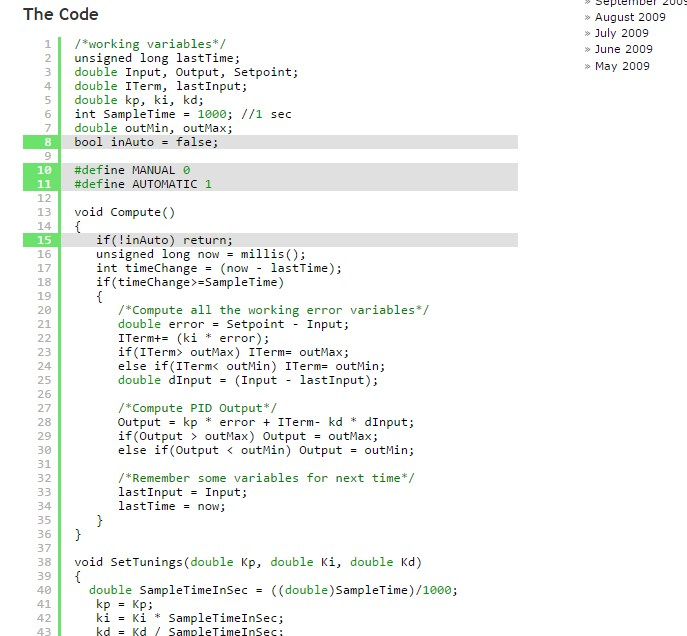 The Code
1 /*working variables*/
2 unsigned long lastTime;
3 double Input, Output, Setpoint;
4 double ITerm, lastInput;
5 double kp, ki, kd;
6 int SampleTime = 1000; //1 sec
7 double outMin, outMax;
8 bool inAuto = false;
9
10 #define MANUAL 0
11 #define AUTOMATIC 1
12
13 void Compute()
14 {
15    if(!inAuto) return;
16    unsigned long now = millis();
17    int timeChange = (now - lastTime);
18    if(timeChange>=SampleTime)
19    {
20       /*Compute all the working error variables*/
21       double error = Setpoint - Input;
22       ITerm+= (ki * error);
23       if(ITerm> outMax) ITerm= outMax;
24       else if(ITerm< outMin) ITerm= outMin;
25       double dInput = (Input - lastInput);
26
27       /*Compute PID Output*/
28       Output = kp * error + ITerm- kd * dInput;
29       if(Output > outMax) Output = outMax;
30       else if(Output < outMin) Output = outMin;
31
32       /*Remember some variables for next time*/
33       lastInput = Input;
34       lastTime = now;
35    }
36 }
37
38 void SetTunings(double Kp, double Ki, double Kd)
39 {
40   double SampleTimeInSec = ((double)SampleTime)/1000;
41    kp = Kp;
42    ki = Ki * SampleTimeInSec;
43    kd = Kd / SampleTimeInSec;
» September 2009
» August 2009
» July 2009
» June 2009
» May 2009